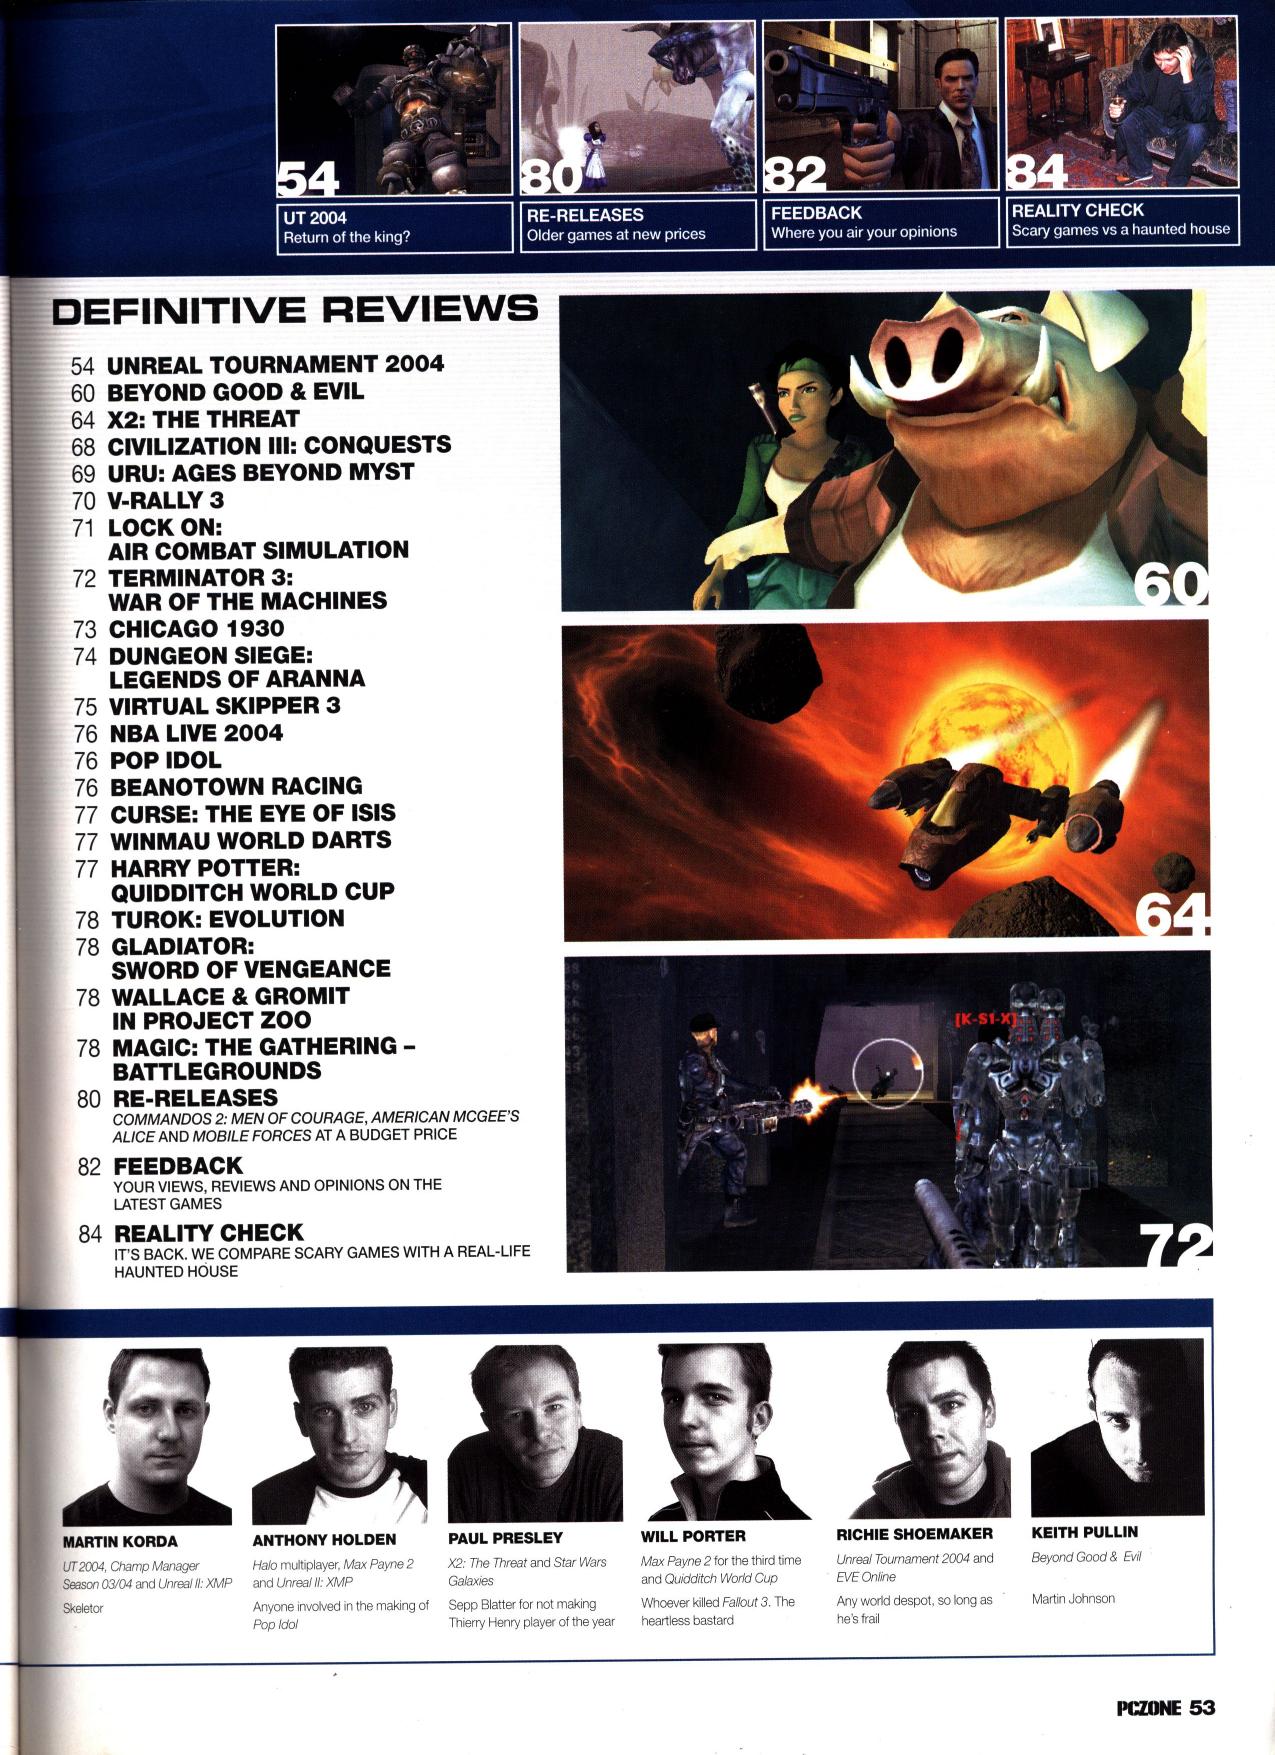 54
UT 2004
Return of the king?
80
RE-RELEASES
Older games at new prices
82
FEEDBACK
Where you air your opinions
84
REALITY CHECK
Scary games vs a haunted house
DEFINITIVE REVIEWS
54 UNREAL TOURNAMENT 2004
60 BEYOND GOOD & EVIL
64 X2: THE THREAT
68 CIVILIZATION III: CONQUESTS
69 URU: AGES BEYOND MYST
70 V-RALLY 3
71 LOCK ON:
AIR COMBAT SIMULATION
72 TERMINATOR 3:
WAR OF THE MACHINES
73 CHICAGO 1930
74 DUNGEON SIEGE:
LEGENDS OF ARANNA
75 VIRTUAL SKIPPER 3
76 NBA LIVE 2004
76 POP IDOL
76 BEANOTOWN RACING
77 CURSE: THE EYE OF ISIS
77 WINMAU WORLD DARTS
77 HARRY POTTER:
QUIDDITCH WORLD CUP
78 TUROK: EVOLUTION
78 GLADIATOR:
SWORD OF VENGEANCE
78 WALLACE & GROMIT
IN PROJECT ZOO
78 MAGIC: THE GATHERING –
BATTLEGROUNDS
80 RE-RELEASES
COMMANDOS 2: MEN OF COURAGE, AMERICAN MCGEE'S
ALICE AND MOBILE FORCES AT A BUDGET PRICE
82 FEEDBACK
YOUR VIEWS, REVIEWS AND OPINIONS ON THE
LATEST GAMES
84 REALITY CHECK
IT'S BACK. WE COMPARE SCARY GAMES WITH A REAL-LIFE
HAUNTED HOUSE
60
64
[K-S1-X]
72
MARTIN KORDA
UT 2004, Champ Manager
Season 03/04 and Unreal II: XMP
Skeletor
ANTHONY HOLDEN
Halo multiplayer, Max Payne 2
and Unreal II: XMP
Anyone involved in the making of
Pop Idol
PAUL PRESLEY
X2: The Threat and Star Wars
Galaxies
Sepp Blatter for not making
Thierry Henry player of the year
WILL PORTER
Max Payne 2 for the third time
and Quidditch World Cup
Whoever killed Fallout 3. The
heartless bastard
RICHIE SHOEMAKER
Unreal Tournament 2004 and
EVE Online
Any world despot, so long as
he's frail
KEITH PULLIN
Beyond Good & Evil
Martin Johnson
PCZONE 53